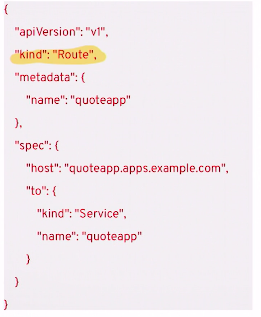 {
"apiVersion": "v1",
"kind": "Route",
"metadata": {
"name": "quoteapp"
},
"spec": {
"host": "quoteapp.apps.example.com",
"to": {
"kind": "Service",
"name": "quoteapp"
}
}
}